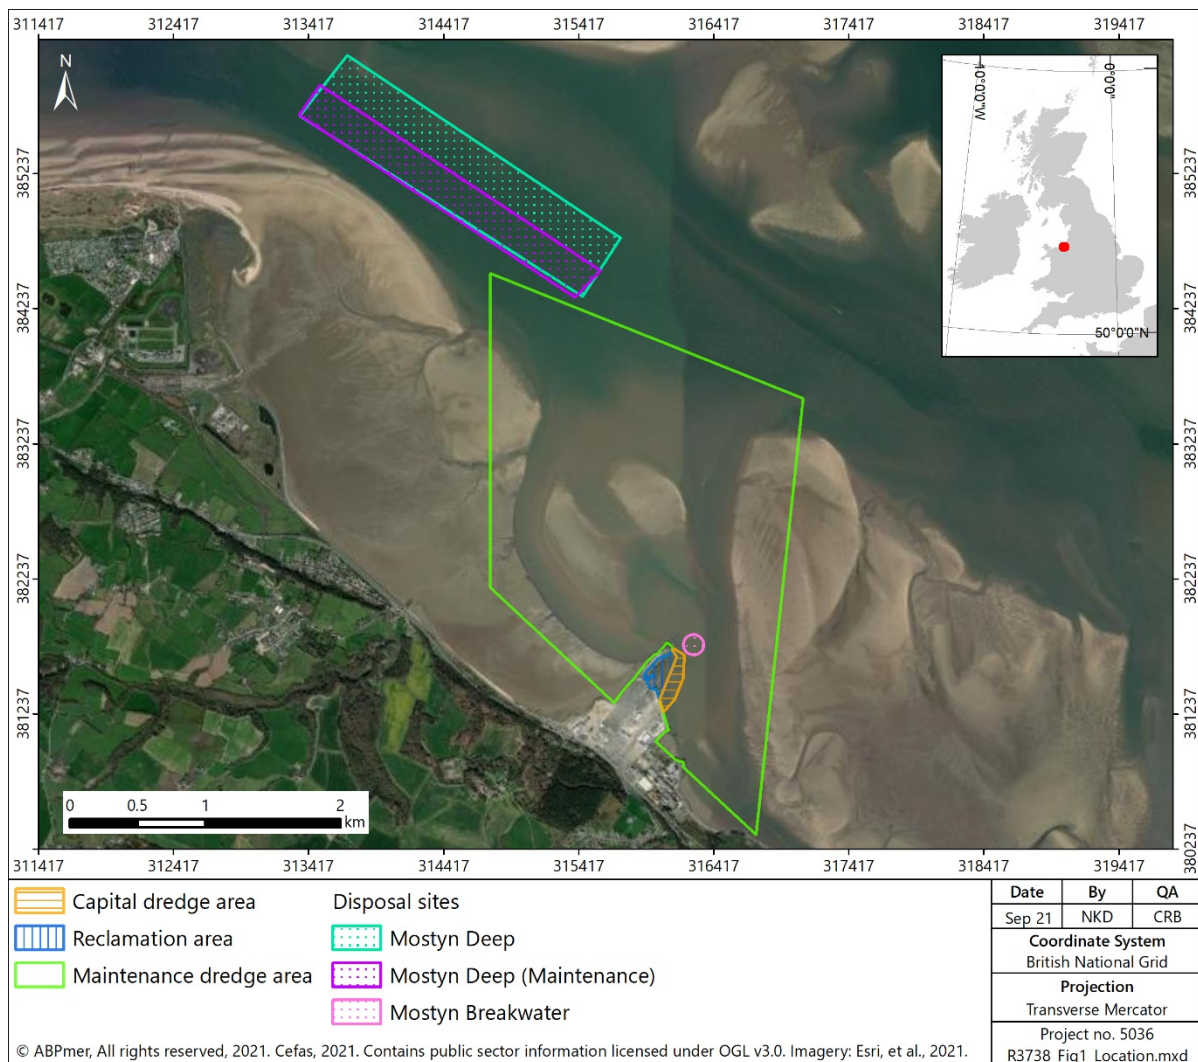 311417 312417 313417 314417 315417 316417 317417 318417 319417
N
10°0'0"W
0°0'0"
50°0'0"N
385237 385237
384237 384237
383237 383237
382237 382237
381237 381237
380237
0 0.5 1 2
km
311417 312417 313417 314417 315417 316417 317417 318417 319417
Capital dredge area
Reclamation area
Maintenance dredge area
Disposal sites
Mostyn Deep
Mostyn Deep (Maintenance)
Mostyn Breakwater
Date By QA
Sep 21 NKD CRB
Coordinate System
British National Grid
Projection
Transverse Mercator
Project no. 5036
R3738_Fig1_Location.mxd
© ABPmer, All rights reserved, 2021. Cefas, 2021. Contains public sector information licensed under OGL v3.0. Imagery: Esri, et al., 2021.